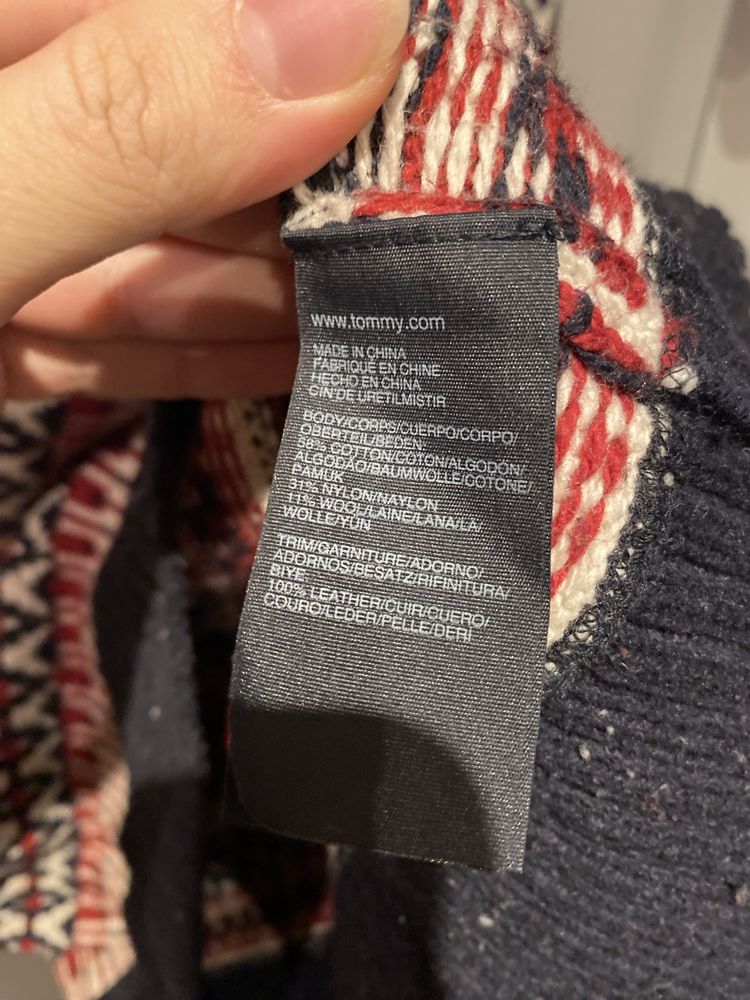 www.tommy.com
MADE IN CHINA
FABRIQUÉ EN CHINE
HECHO EN CHINA
ÇIN DE ÜRETILMISTIR
BODY/CORPS/CUERPO/CORPO/
OBERTEIL/BEDEN
58% COTTON/COTON/ALGODÓN/
ALGODÃO/BAUMWOLLE/COTONE/
PAMUK
31% NYLON/NAYLON
11% WOOL/LAINE/LANA/LÃ/
WOLLE/YUN
TRIM/GARNITURE/ADORNO/
ADORNOS/BESATZ/RIFINITURA/
BIYE
100% LEATHER/CUIR/CUERO/
COURO/LEDER/PELLE/DERI